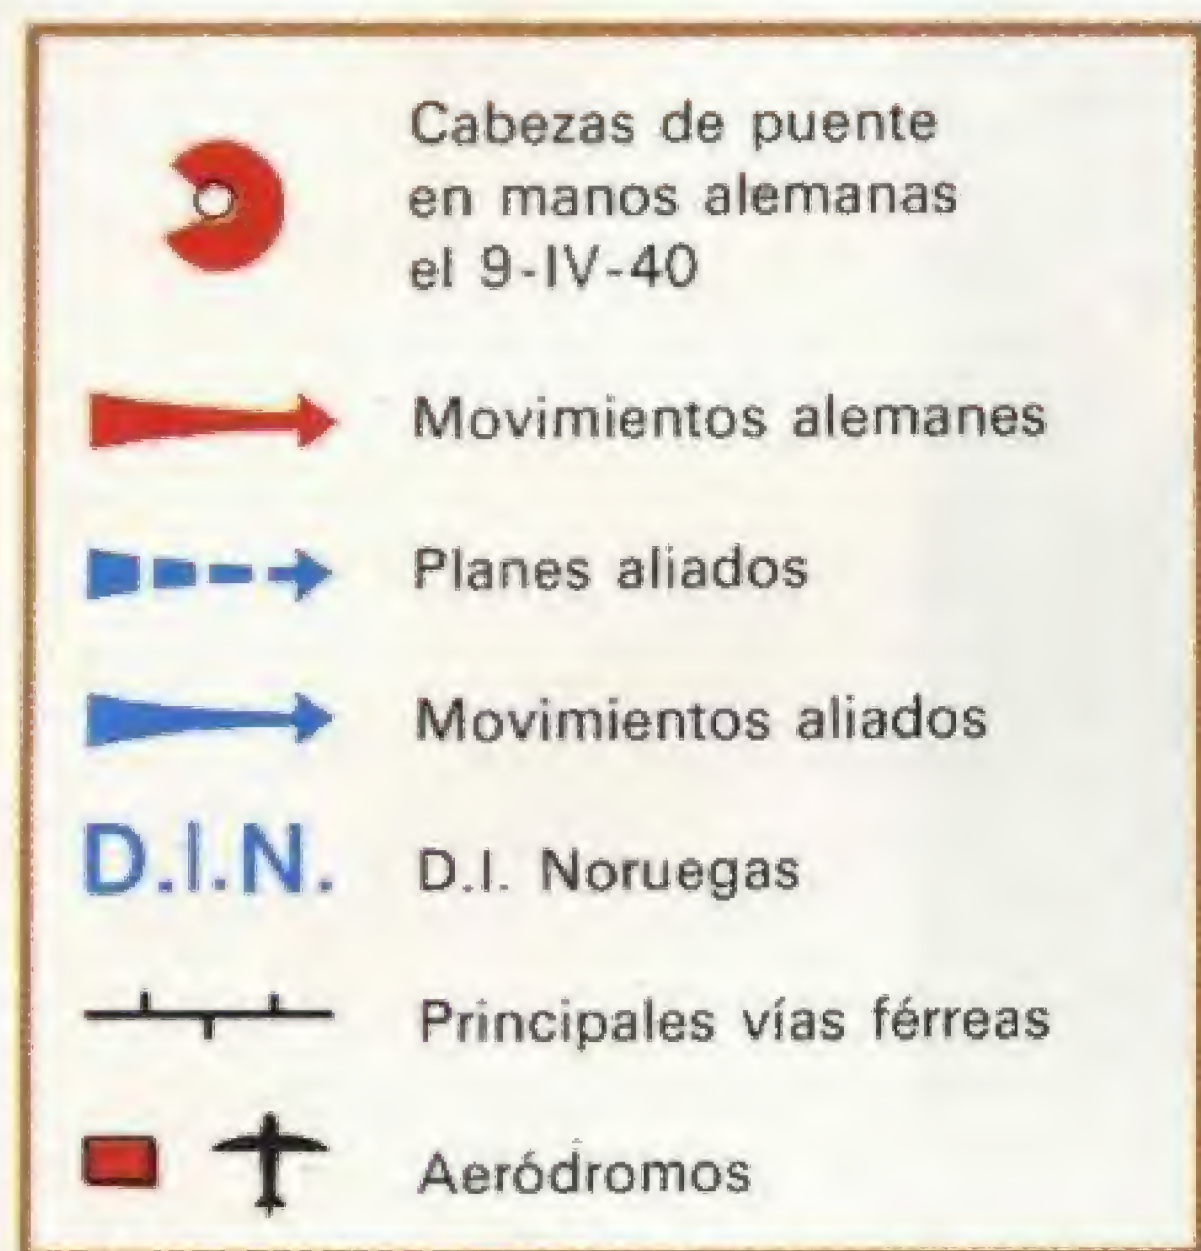 Cabezas de puente
en manos alemanas
el 9-IV-40
Movimientos alemanes
Planes aliados
Movimientos aliados
D.I.N. D.I. Noruegas
Principales vías férreas
Aeródromos